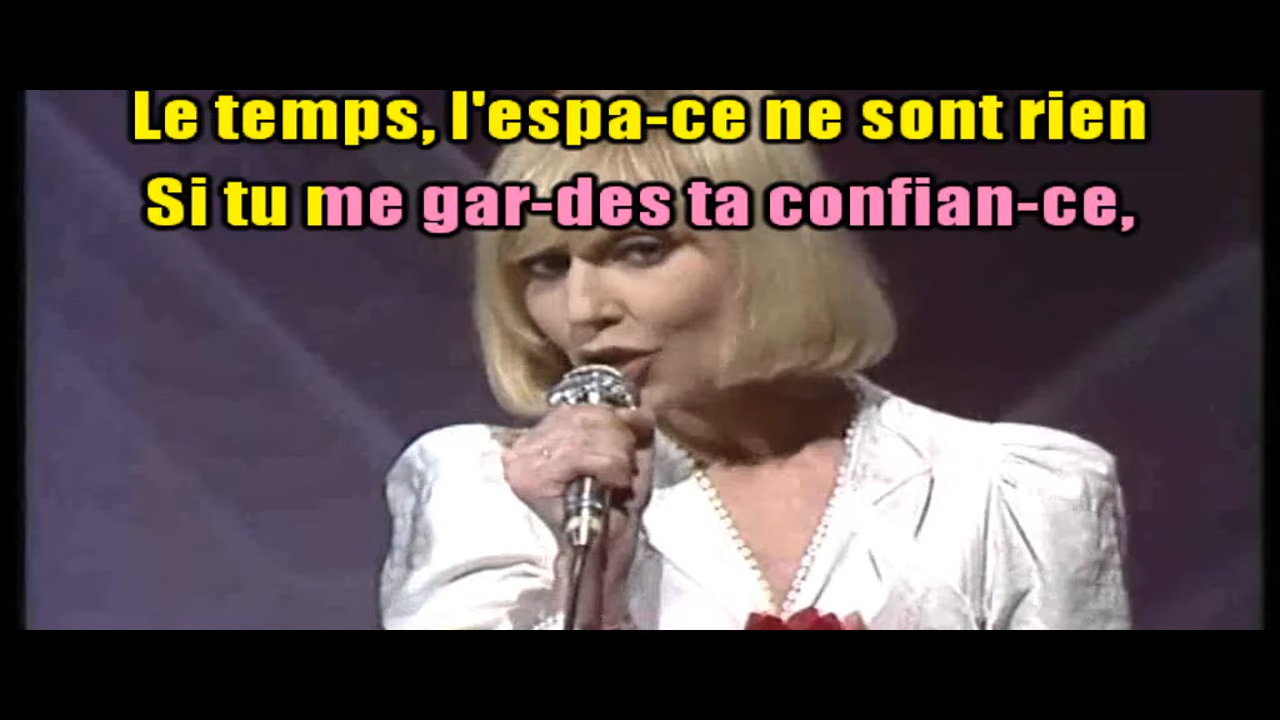 Le temps, l'espa-ce ne sont rien
Si tu me gar-des ta confian-ce,